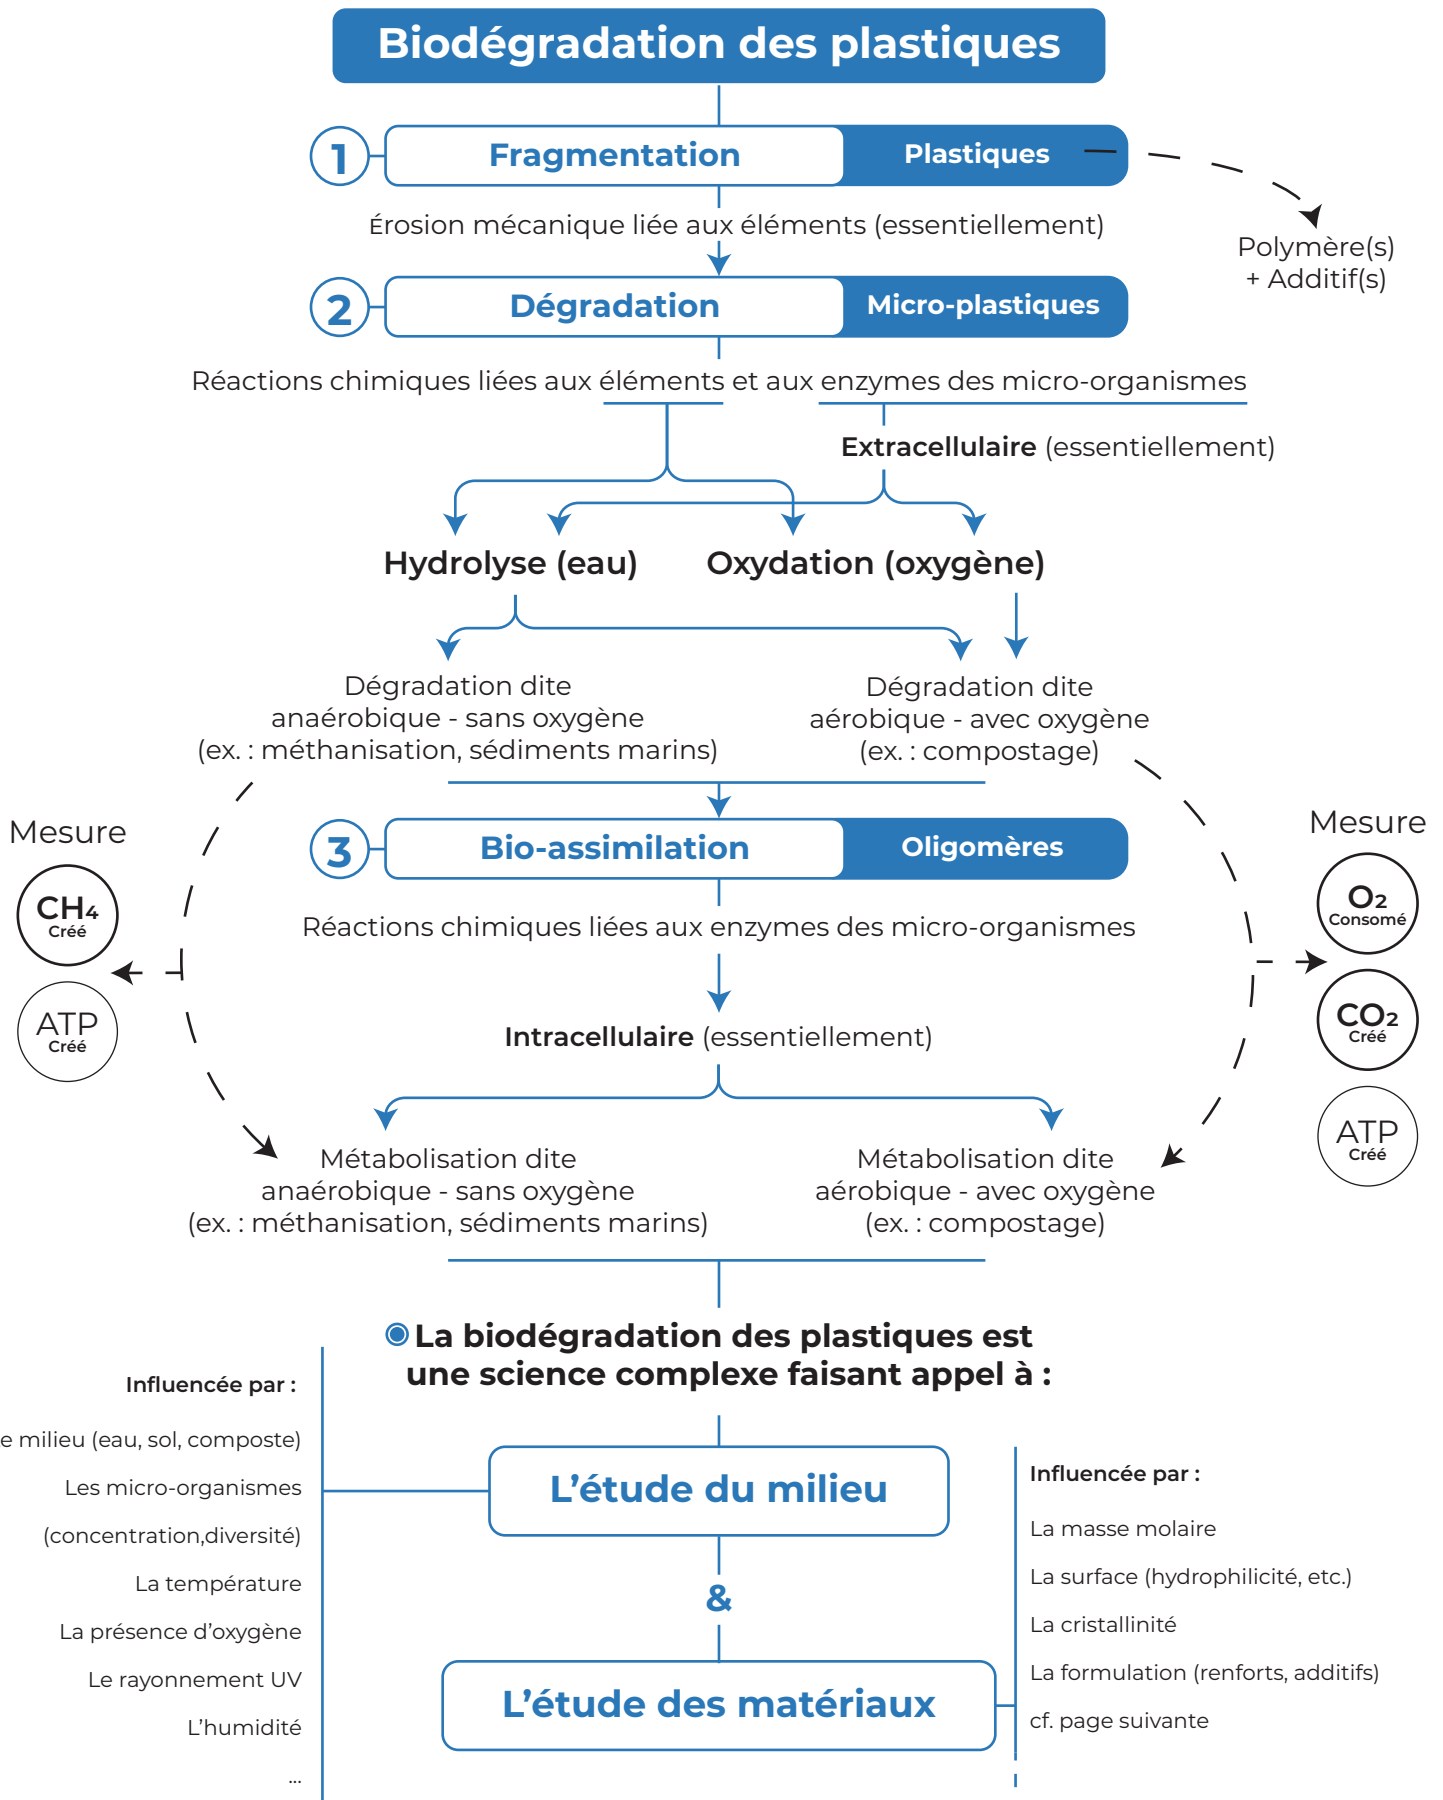 Biodégradation des plastiques
1
Fragmentation
Plastiques
Érosion mécanique liée aux éléments (essentiellement)
Polymère(s)
+ Additif(s)
2
Dégradation
Micro-plastiques
Réactions chimiques liées aux éléments et aux enzymes des micro-organismes
Extracellulaire (essentiellement)
Hydrolyse (eau)
Oxydation (oxygène)
Dégradation dite
anaérobique - sans oxygène
(ex. : méthanisation, sédiments marins)
Dégradation dite
aérobique - avec oxygène
(ex. : compostage)
Mesure
CH4
Créé
ATP
Créé
Mesure
O2
Consomé
CO2
Créé
ATP
Créé
3
Bio-assimilation
Oligomères
Réactions chimiques liées aux enzymes des micro-organismes
Intracellulaire (essentiellement)
Métabolisation dite
anaérobique - sans oxygène
(ex. : méthanisation, sédiments marins)
Métabolisation dite
aérobique - avec oxygène
(ex. : compostage)
La biodégradation des plastiques est
une science complexe faisant appel à :
Influencée par :
e milieu (eau, sol, composte)
Les micro-organismes
(concentration,diversité)
La température
La présence d'oxygène
Le rayonnement UV
L'humidité
...
L'étude du milieu
&
L'étude des matériaux
Influencée par :
La masse molaire
La surface (hydrophilicité, etc.)
La cristallinité
La formulation (renforts, additifs)
cf. page suivante